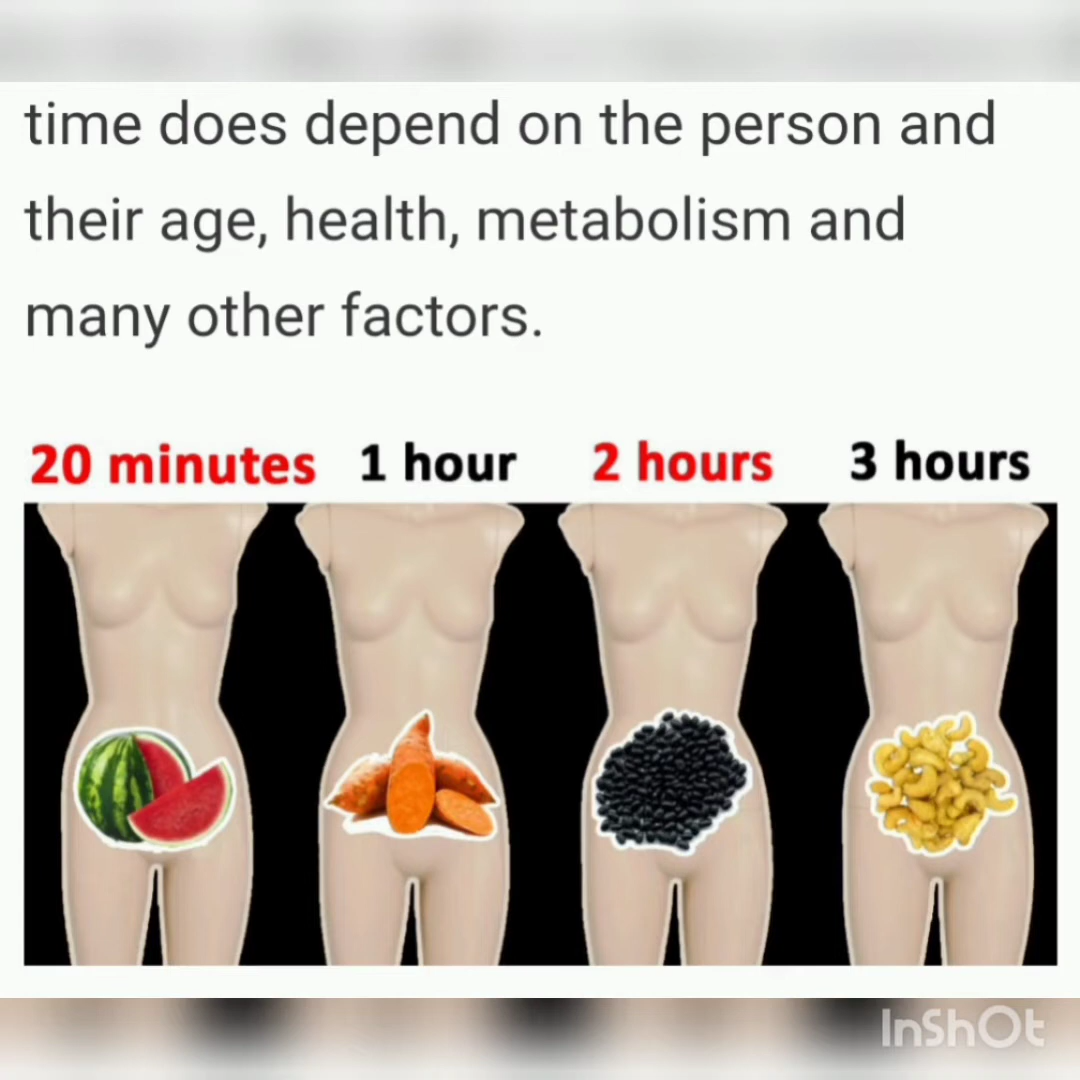 time does depend on the person and
their age, health, metabolism and
many other factors.
20 minutes 1 hour 2 hours 3 hours
InShOt